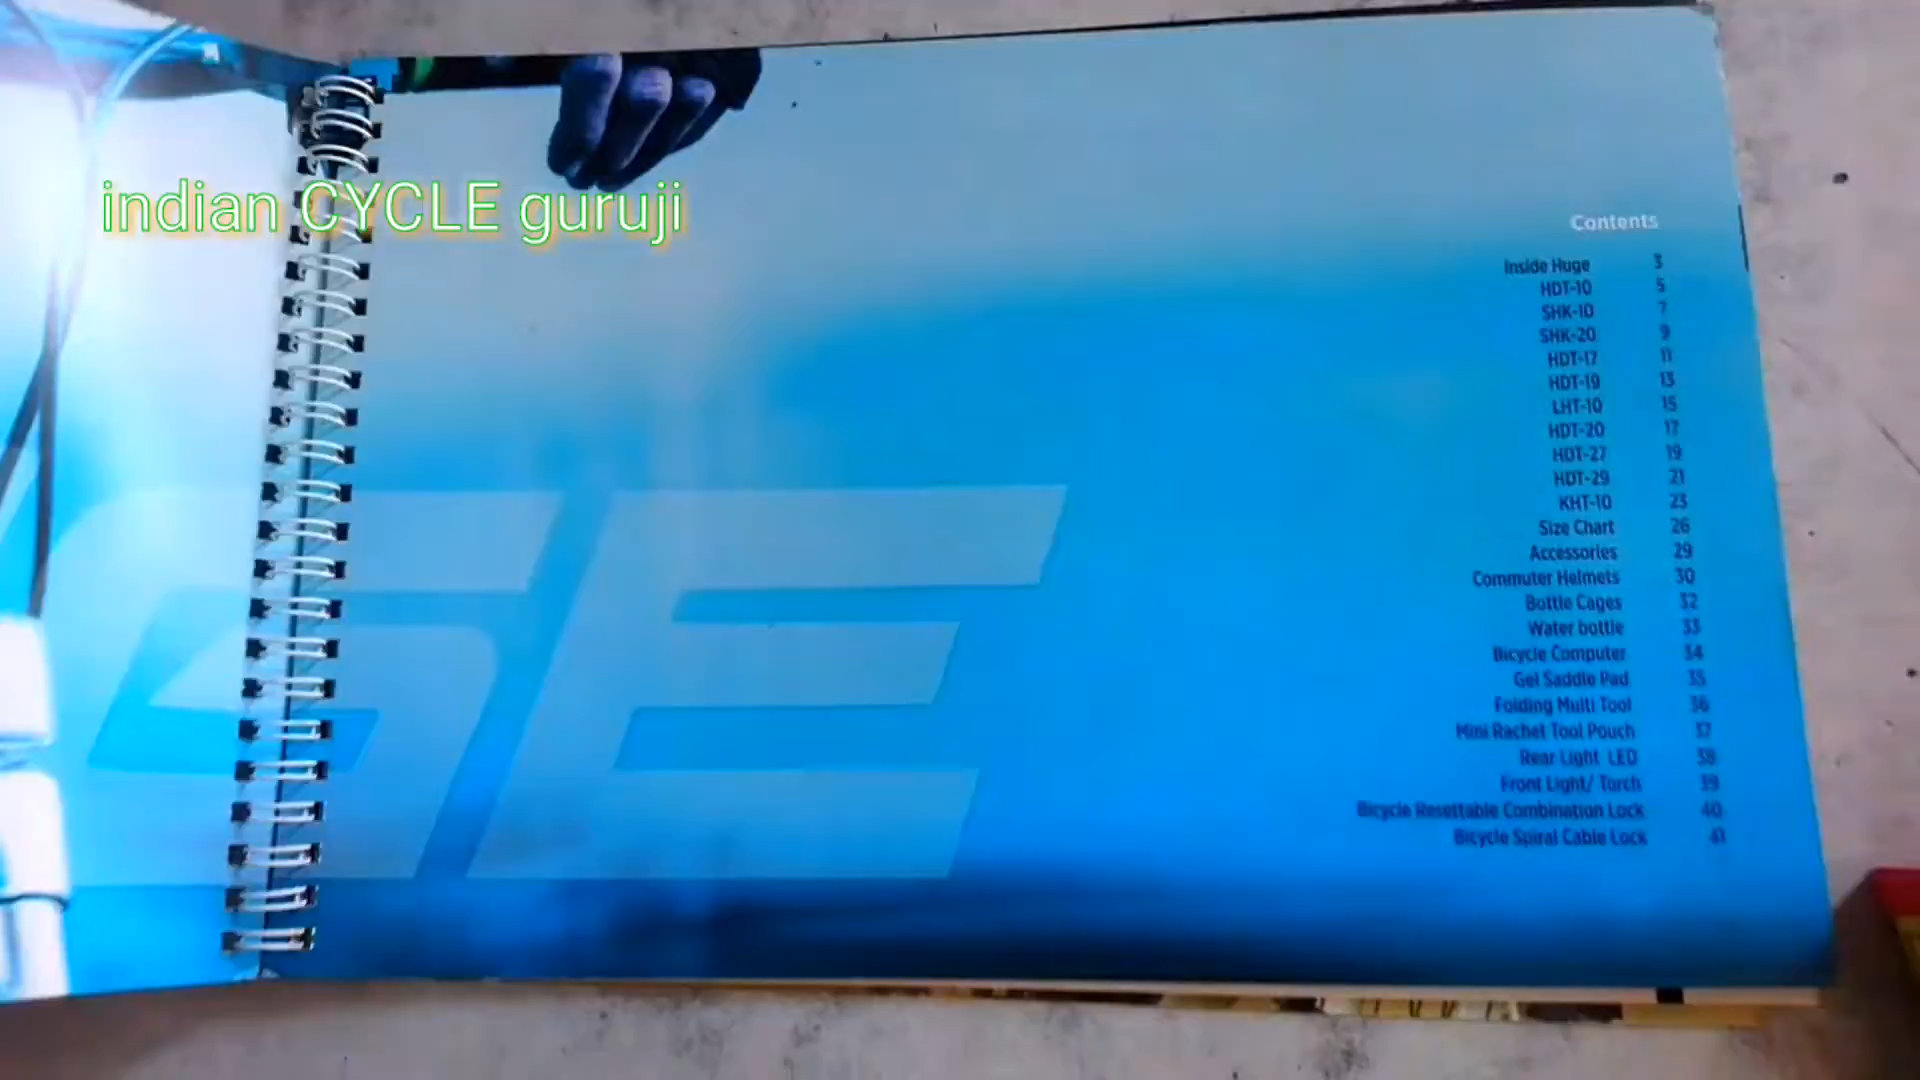 indian CYCLE guruji
Contents
Inside Huge 3
HDT-10 5
SHK-10 7
SHK-20 9
HDT-17 11
HDT-19 13
LHT-10 15
HDT-20 17
HDT-27 19
HDT-29 21
KHT-10 23
Size Chart 26
Accessories 29
Commuter Helmets 30
Bottle Cages 32
Water bottle 33
Bicycle Computer 34
Gel Saddle Pad 35
Folding Multi Tool 36
Mini Rachet Tool Pouch 37
Rear Light LED 38
Front Light/ Torch 39
Bicycle Resettable Combination Lock 40
Bicycle Spiral Cable Lock 41
GE